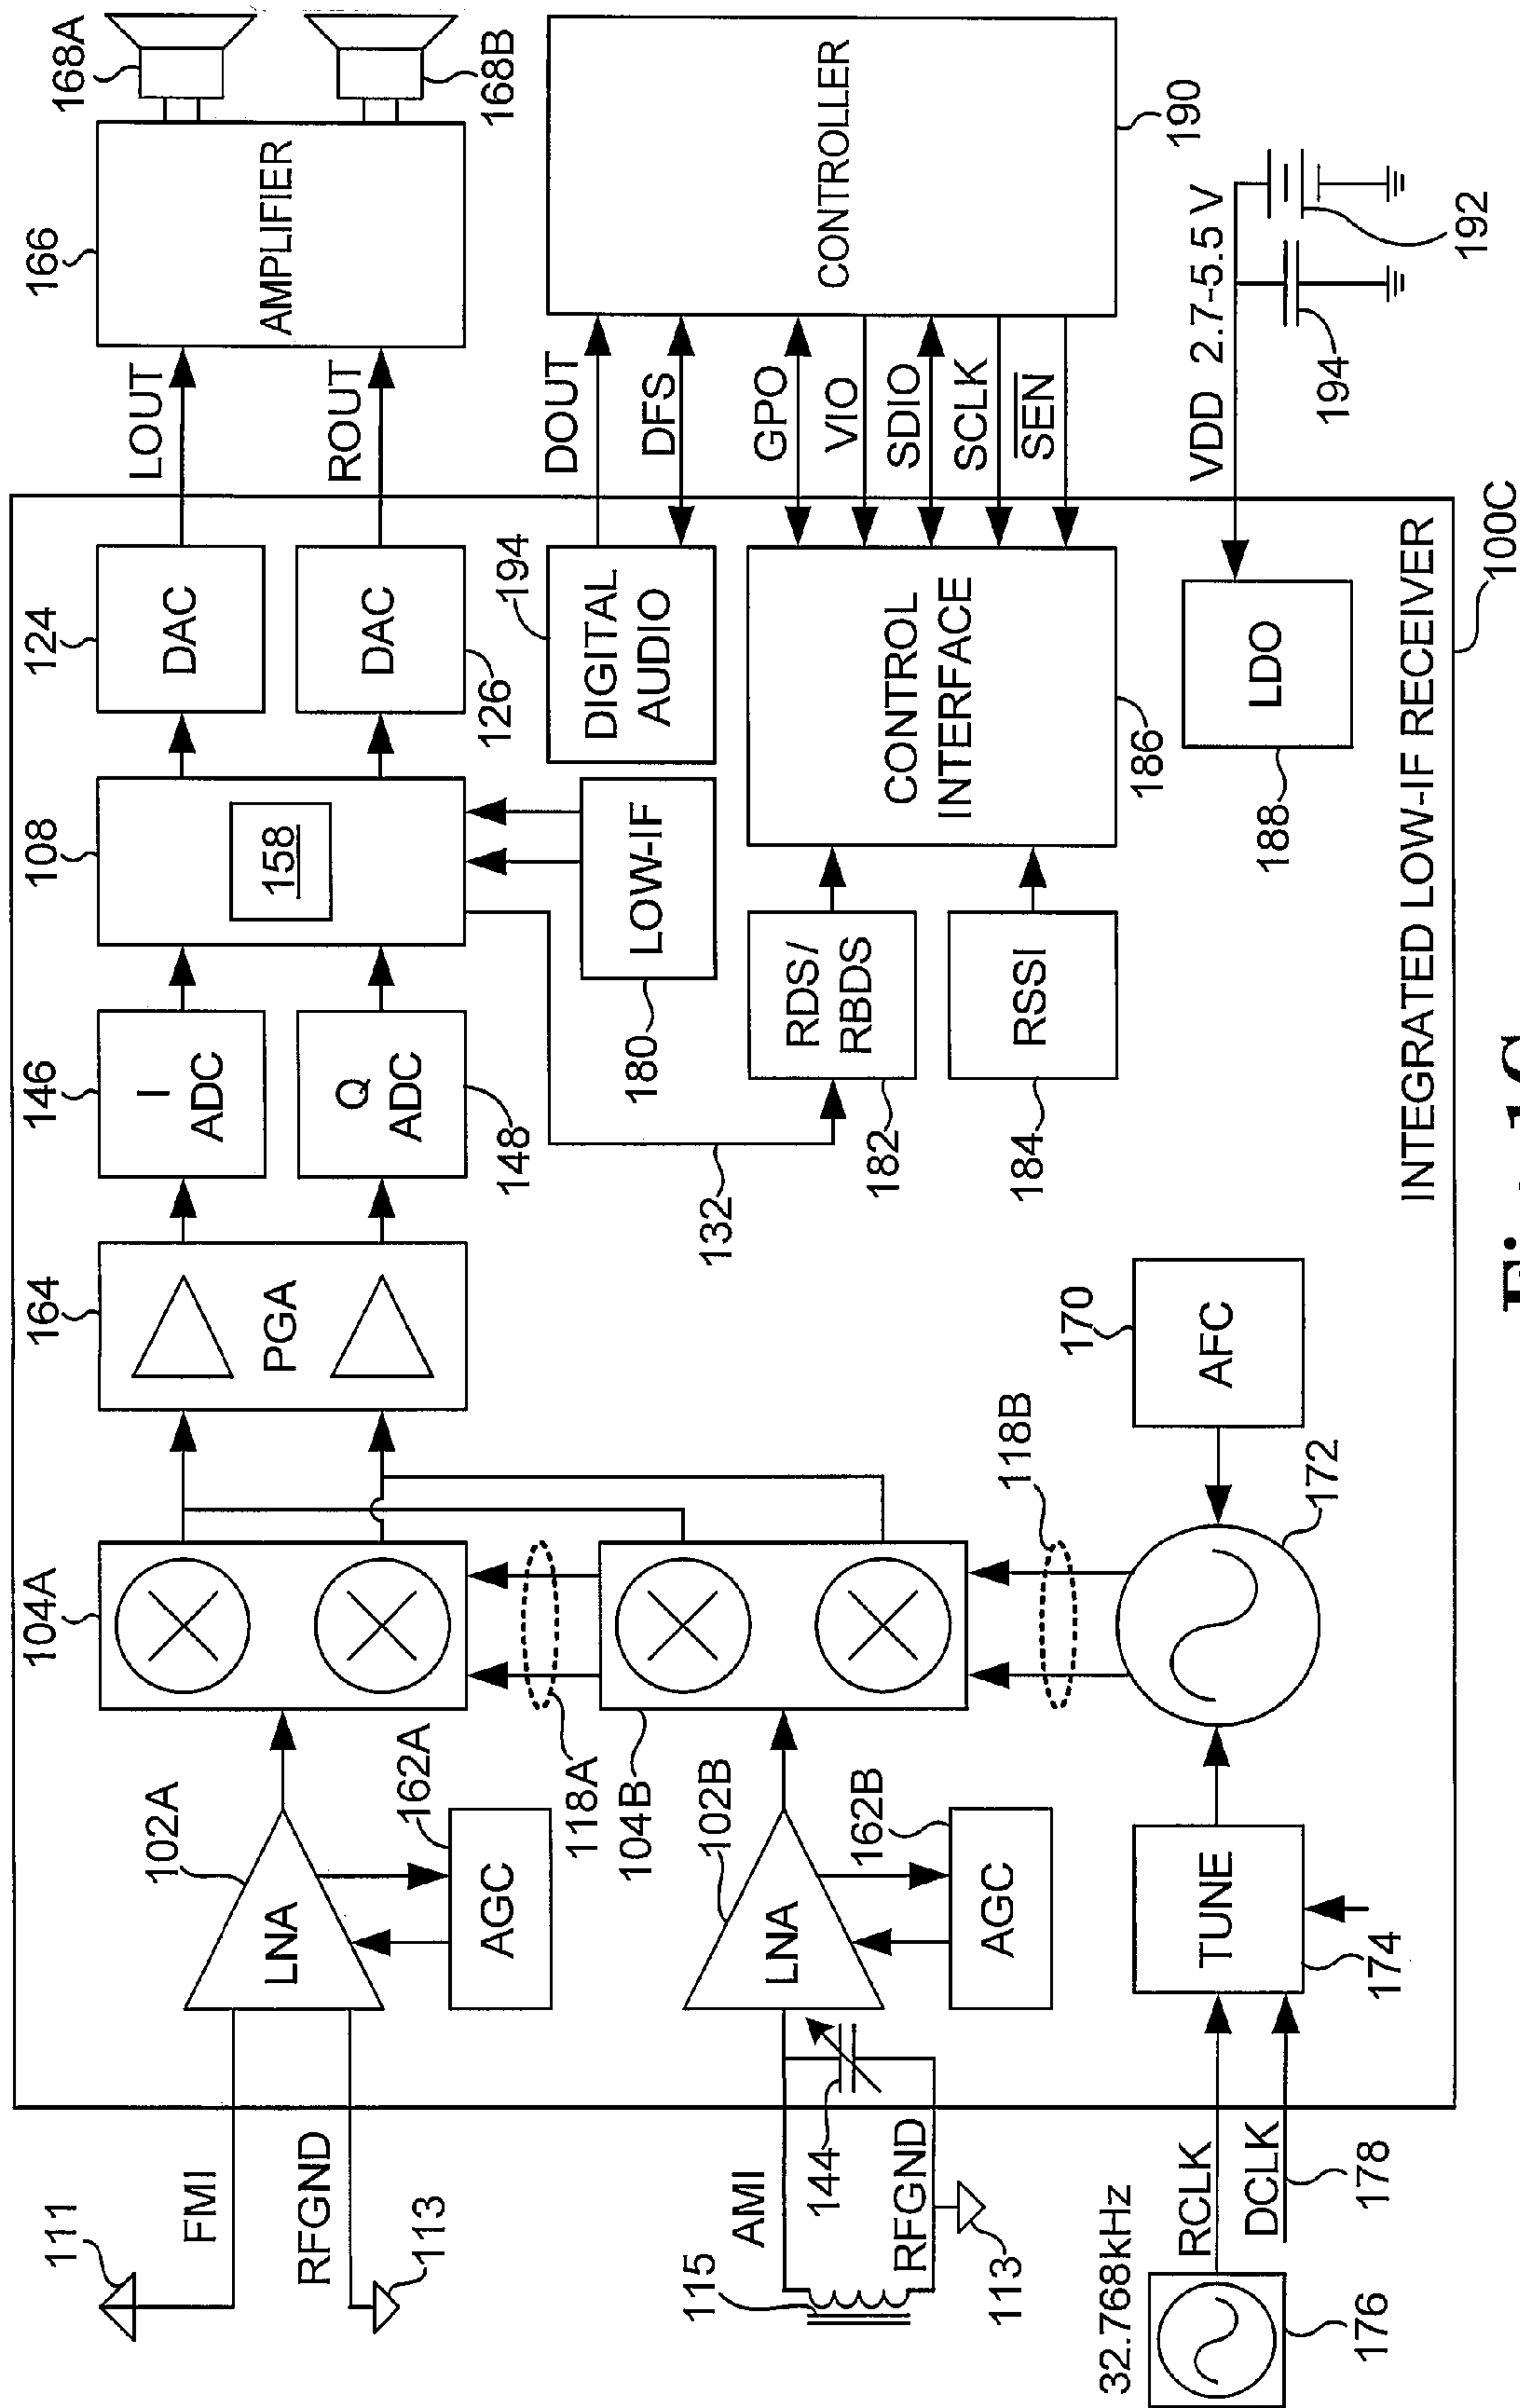 111
FMI
RFGND
113
102A
LNA
162A
AGC
104A
118A
164
PGA
146
I
ADC
Q
ADC
148
108
158
124
DAC
DAC
126
LOUT
ROUT
166
AMPLIFIER
168A
168B
115
AMI
144
RFGND
113
102B
LNA
162B
AGC
104B
118B
132
LOW-IF
180
194
DIGITAL
AUDIO
DOUT
DFS
RDS/
RBDS
182
RSSI
184
CONTROL
INTERFACE
186
GPO
VIO
SDIO
SCLK
SEN
CONTROLLER
190
32.768kHz
176
RCLK
DCLK
178
TUNE
174
172
170
AFC
LDO
188
VDD 2.7-5.5 V
194
192
INTEGRATED LOW-IF RECEIVER
100C